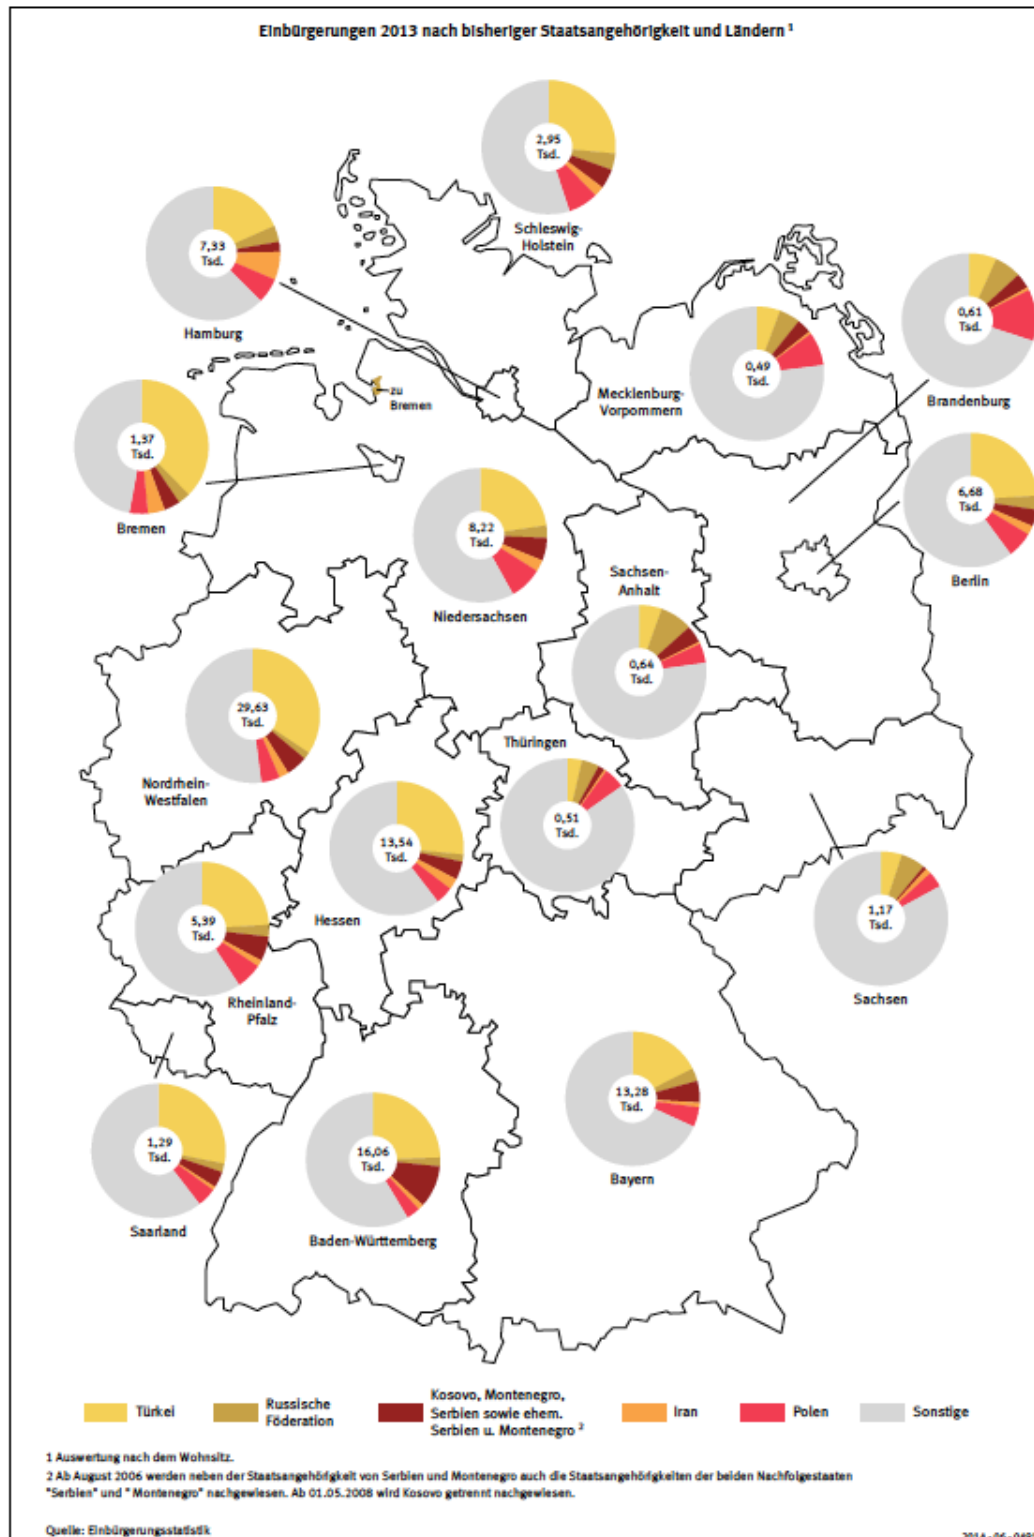 Einbürgerungen 2013 nach bisheriger Staatsangehörigkeit und Ländern ¹
2,95
Tsd.
Schleswig-
Holstein
7,33
Tsd.
Hamburg
0,61
Tsd.
Brandenburg
0,49
Tsd.
Mecklenburg-
Vorpommern
zu
Bremen
1,37
Tsd.
Bremen
6,68
Tsd.
Berlin
8,22
Tsd.
Niedersachsen
Sachsen-
Anhalt
0,64
Tsd.
29,63
Tsd.
Nordrhein-
Westfalen
Thüringen
0,51
Tsd.
13,54
Tsd.
Hessen
5,39
Tsd.
Rheinland-
Pfalz
1,17
Tsd.
Sachsen
13,28
Tsd.
Bayern
1,29
Tsd.
Saarland
16,06
Tsd.
Baden-Württemberg
Türkei
Russische
Föderation
Kosovo, Montenegro,
Serbien sowie ehem.
Serbien u. Montenegro ²
Iran
Polen
Sonstige
1 Auswertung nach dem Wohnsitz.
2 Ab August 2006 werden neben der Staatsangehörigkeit von Serbien und Montenegro auch die Staatsangehörigkeiten der beiden Nachfolgestaaten
"Serbien" und " Montenegro" nachgewiesen. Ab 01.05.2008 wird Kosovo getrennt nachgewiesen.
Quelle: Einbürgerungsstatistik